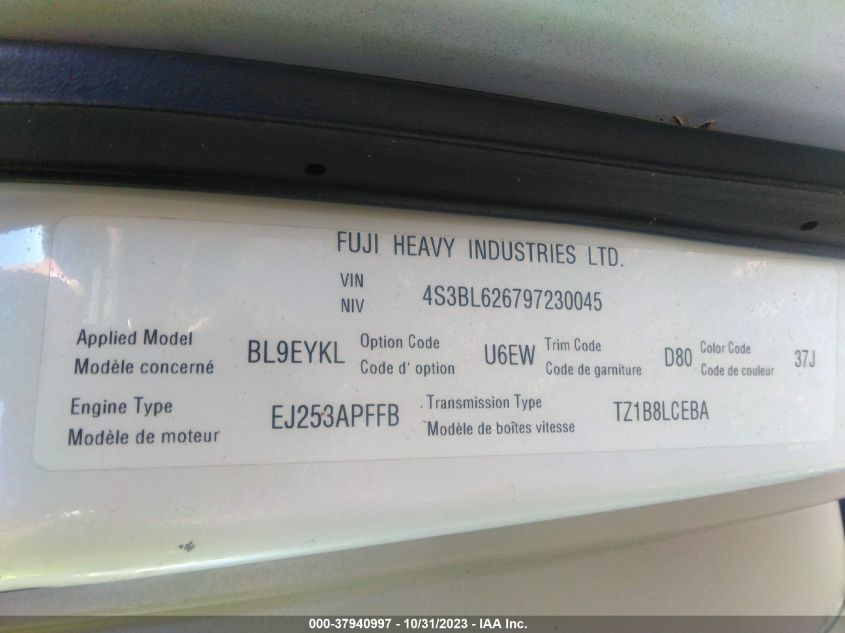 FUJI HEAVY INDUSTRIES LTD.
VIN
NIV
4S3BL626797230045
Applied Model
Modèle concerné
BL9EYKL
Option Code
Code d' option
U6EW
Trim Code
Code de garniture
D80
Color Code
Code de couleur
37J
Engine Type
Modèle de moteur
EJ253APFFB
Transmission Type
Modèle de boîtes vitesse
TZ1B8LCEBA
000-37940997 - 10/31/2023 - IAA Inc.